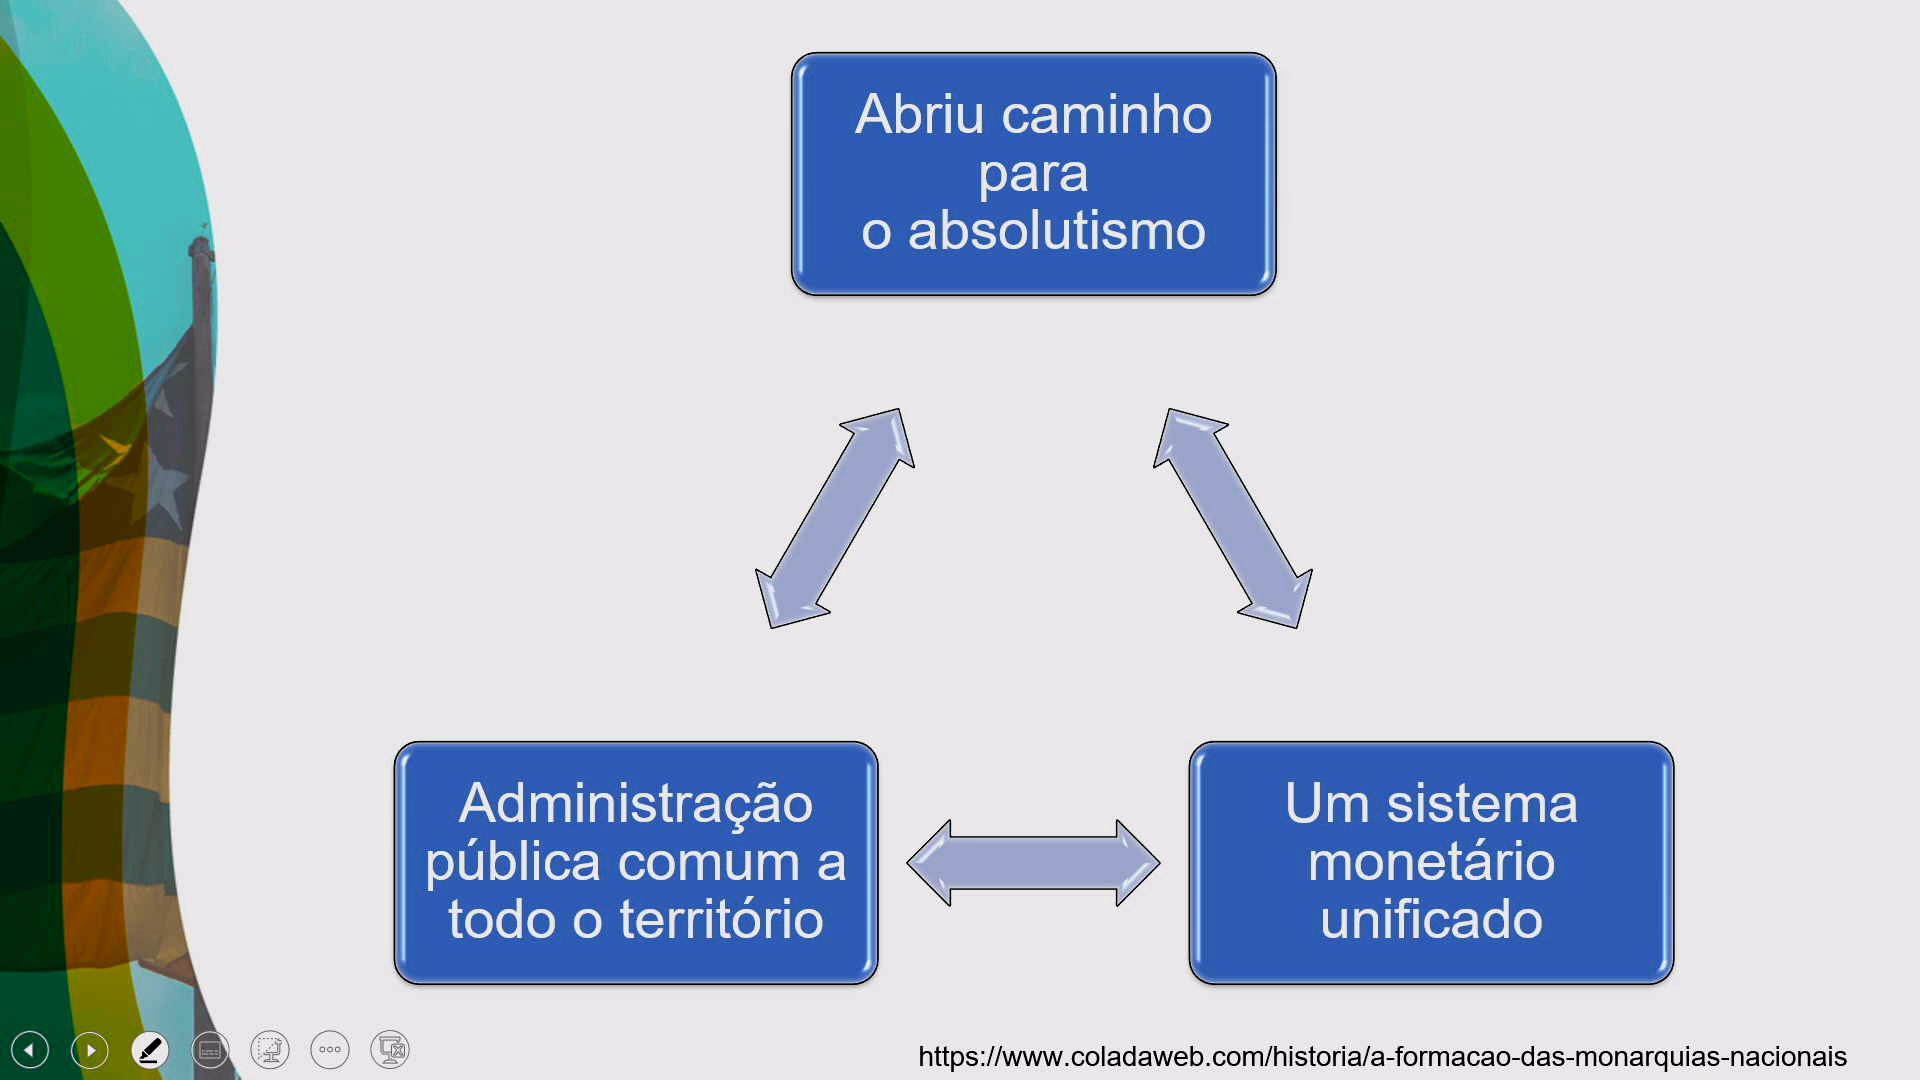 Abriu caminho
para
o absolutismo
Administração
pública comum a
todo o território
Um sistema
monetário
unificado
https://www.coladaweb.com/historia/a-formacao-das-monarquias-nacionais